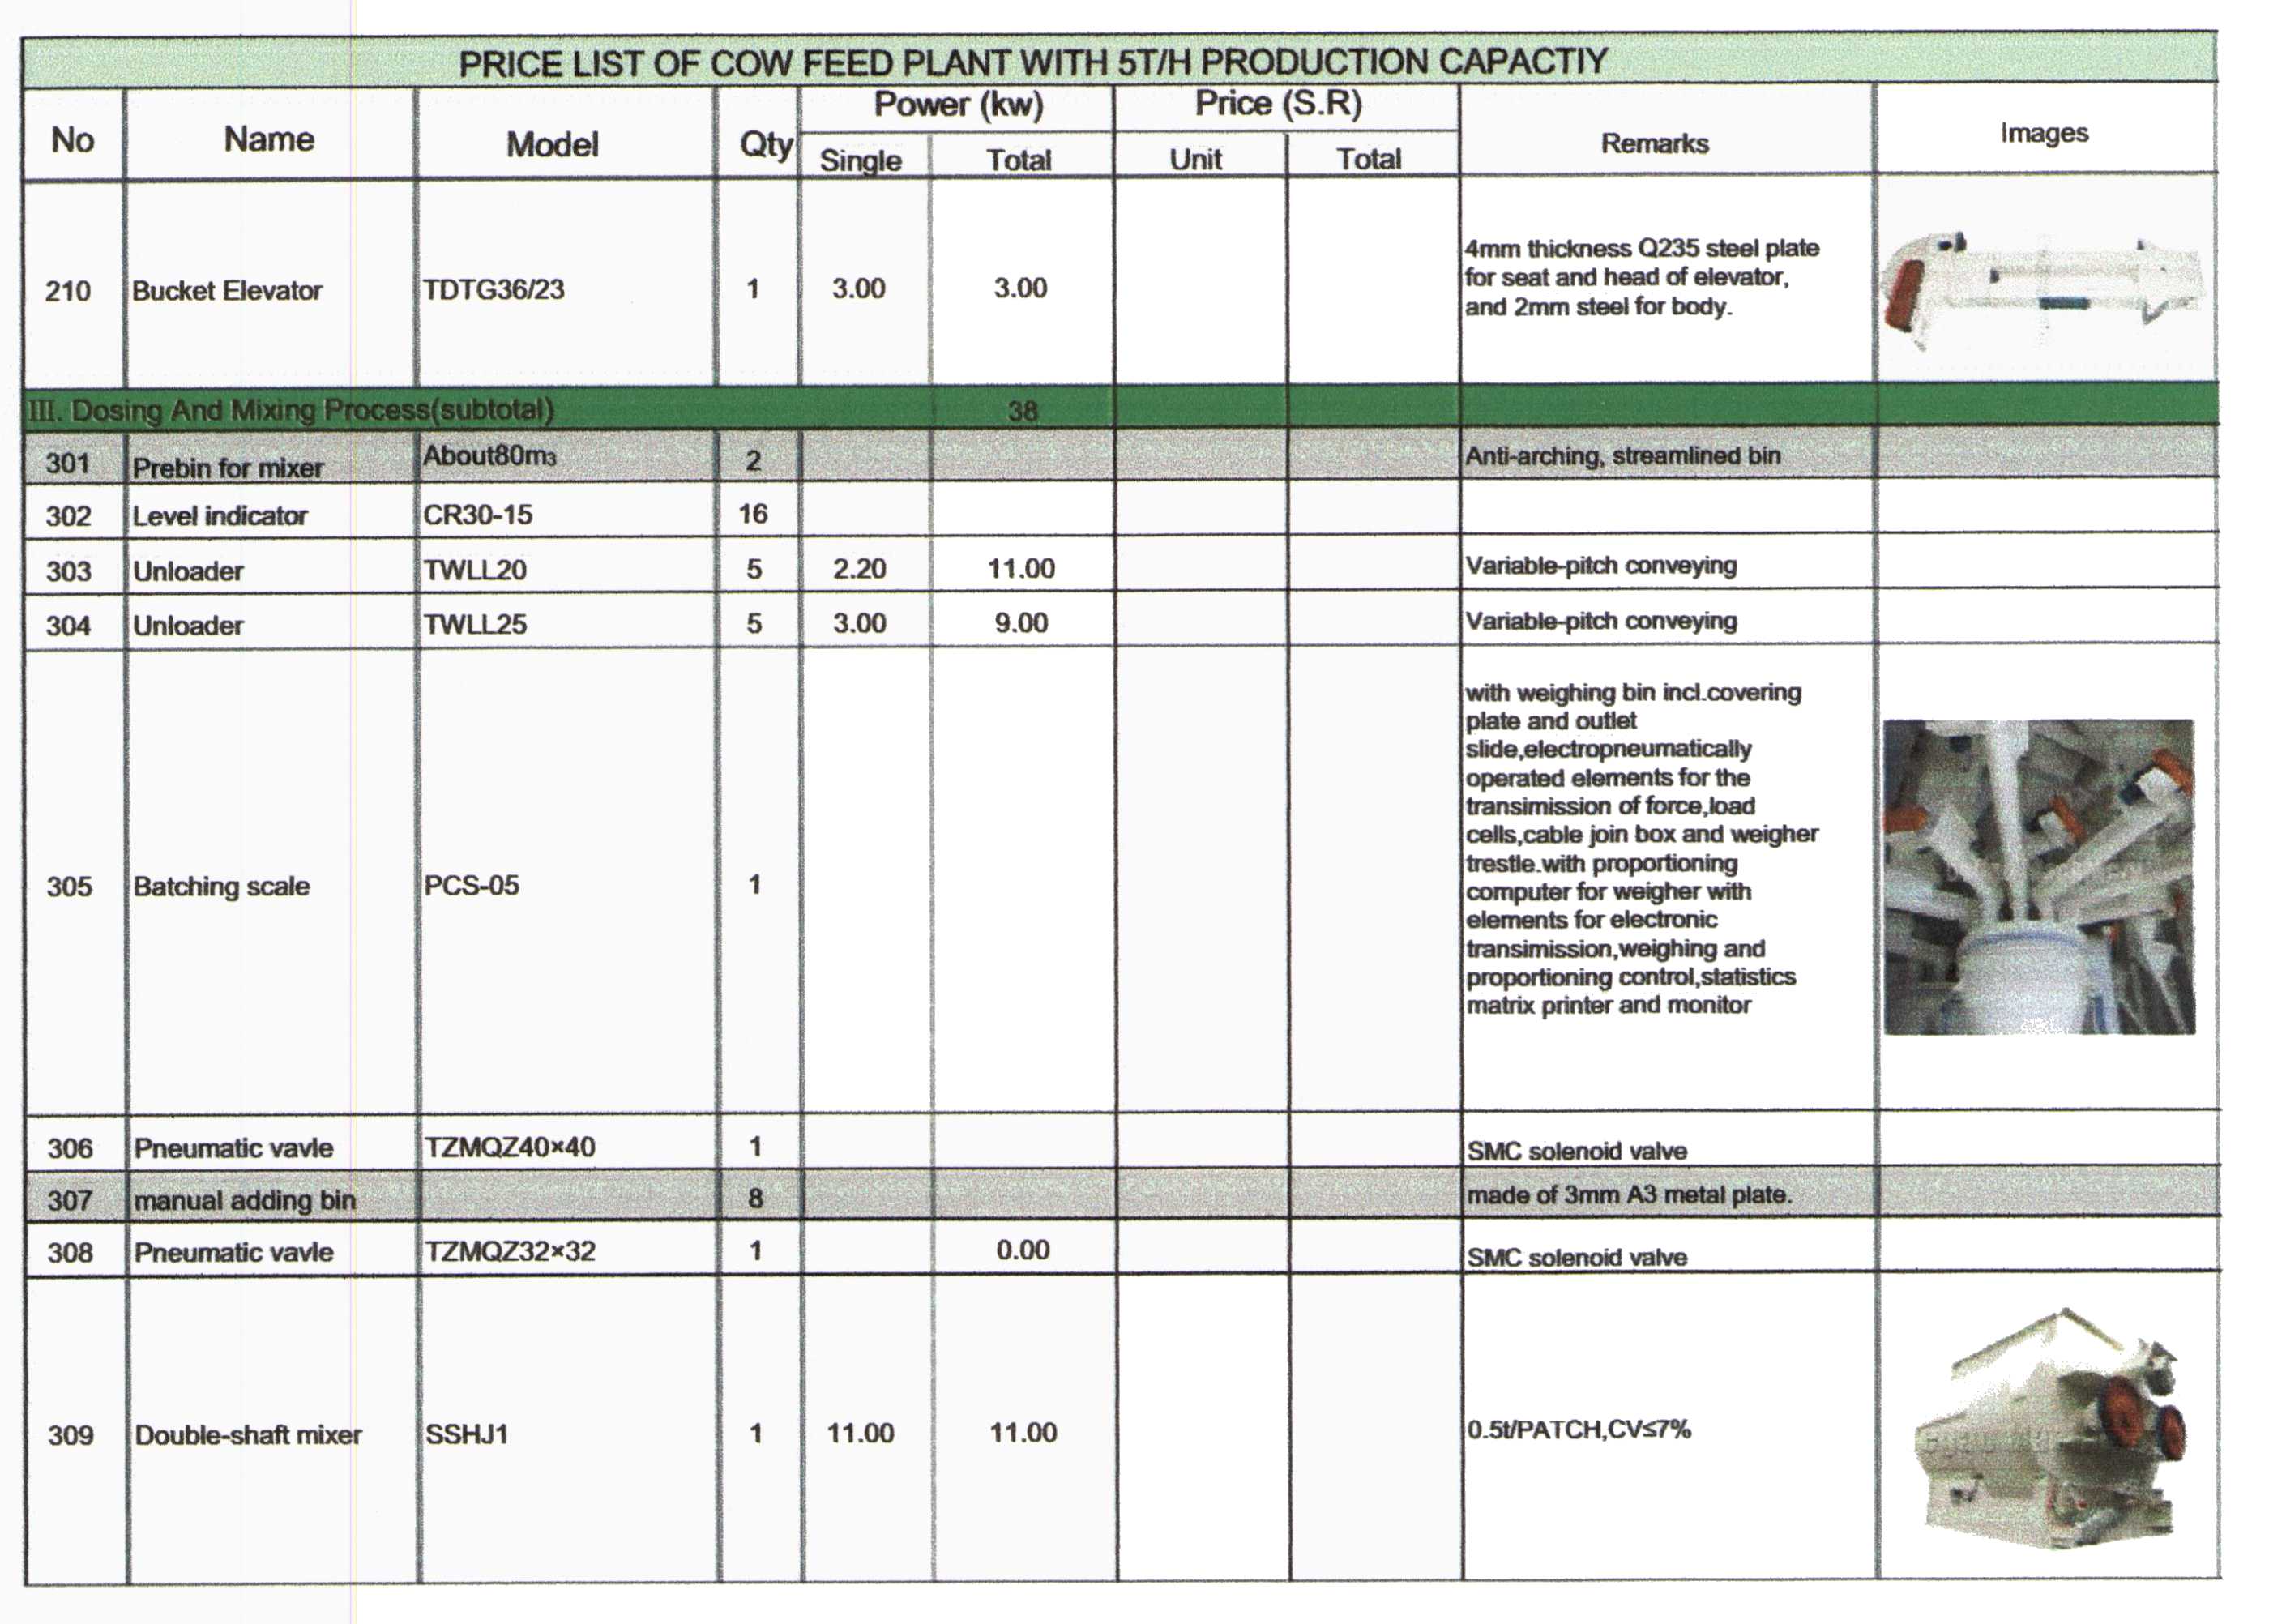 PRICE LIST OF COW FEED PLANT WITH 5T/H PRODUCTION CAPACTIY
No Name Model Qty Power (kw) Price (S.R) Remarks Images
Single Total Unit Total
210 Bucket Elevator TDTG36/23 1 3.00 3.00
4mm thickness Q235 steel plate
for seat and head of elevator,
and 2mm steel for body.
III. Dosing And Mixing Process(subtotal) 38
301 Prebin for mixer About80m3 2 Anti-arching, streamlined bin
302 Level indicator CR30-15 16
303 Unloader TWLL20 5 2.20 11.00 Variable-pitch conveying
304 Unloader TWLL25 5 3.00 9.00 Variable-pitch conveying
305 Batching scale PCS-05 1
with weighing bin incl.covering
plate and outlet
slide,electropneumatically
operated elements for the
transimission of force,load
cells,cable join box and weigher
trestle.with proportioning
computer for weigher with
elements for electronic
transimission,weighing and
proportioning control,statistics
matrix printer and monitor
306 Pneumatic vavle TZMQZ40×40 1 SMC solenoid valve
307 manual adding bin 8 made of 3mm A3 metal plate.
308 Pneumatic vavle TZMQZ32×32 1 0.00 SMC solenoid valve
309 Double-shaft mixer SSHJ1 1 11.00 11.00 0.5t/PATCH,CV≤7%